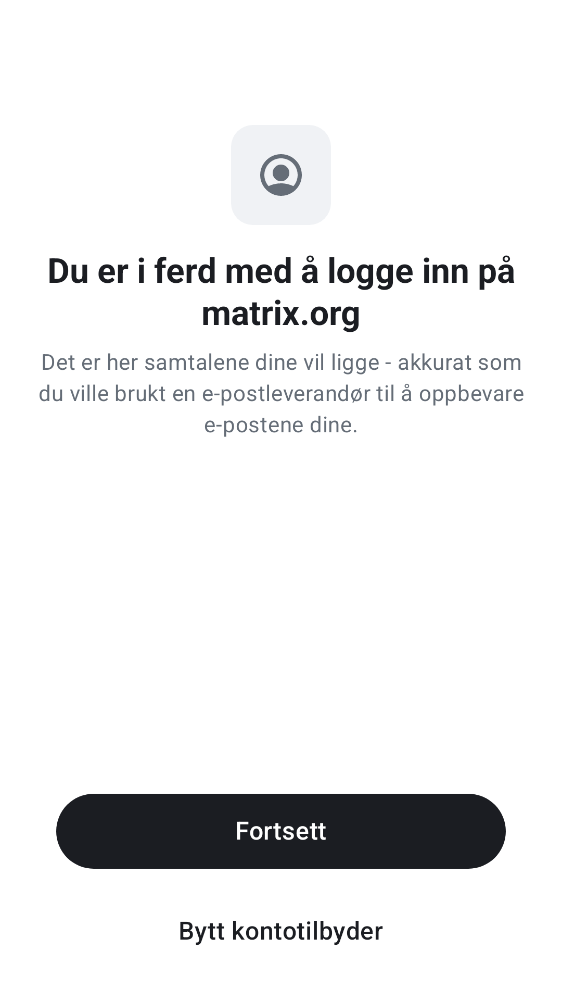 Du er i ferd med å logge inn på
matrix.org
Det er her samtalene dine vil ligge - akkurat som
du ville brukt en e-postleverandør til å oppbevare
e-postene dine.
Fortsett
Bytt kontotilbyder